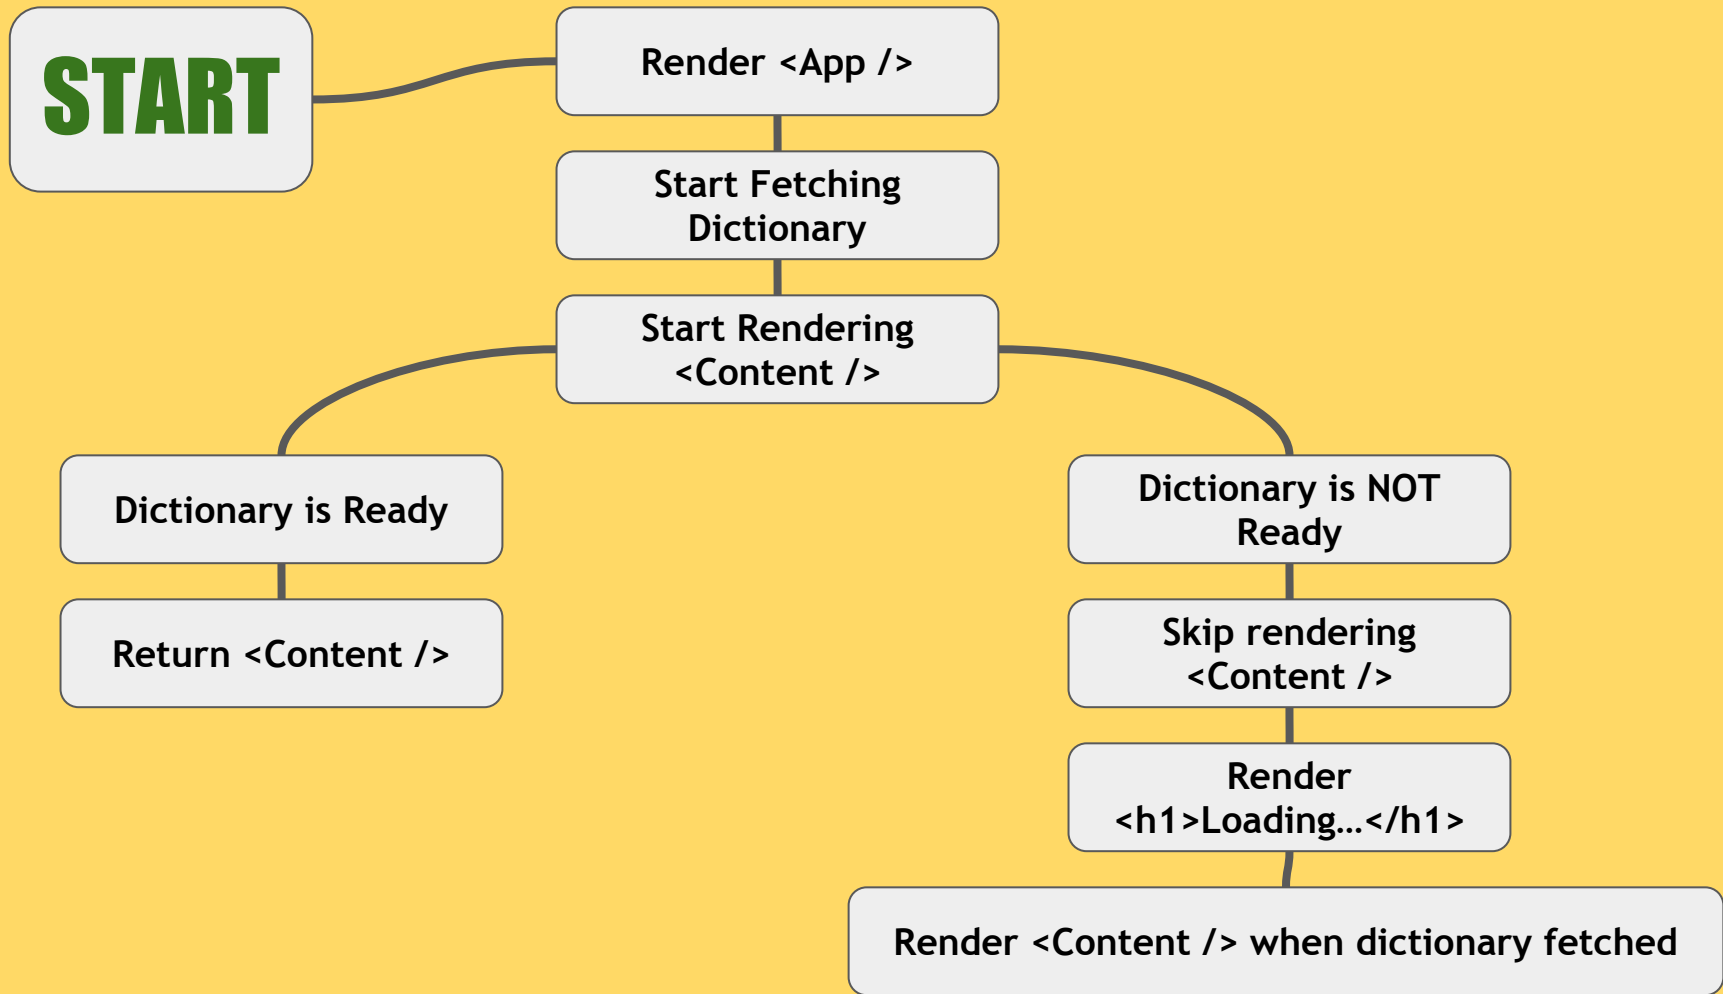 START
Render <App />
Start Fetching
Dictionary
Start Rendering
<Content />
Dictionary is Ready
Return <Content />
Dictionary is NOT
Ready
Skip rendering
<Content />
Render
<h1>Loading…</h1>
Render <Content /> when dictionary fetched